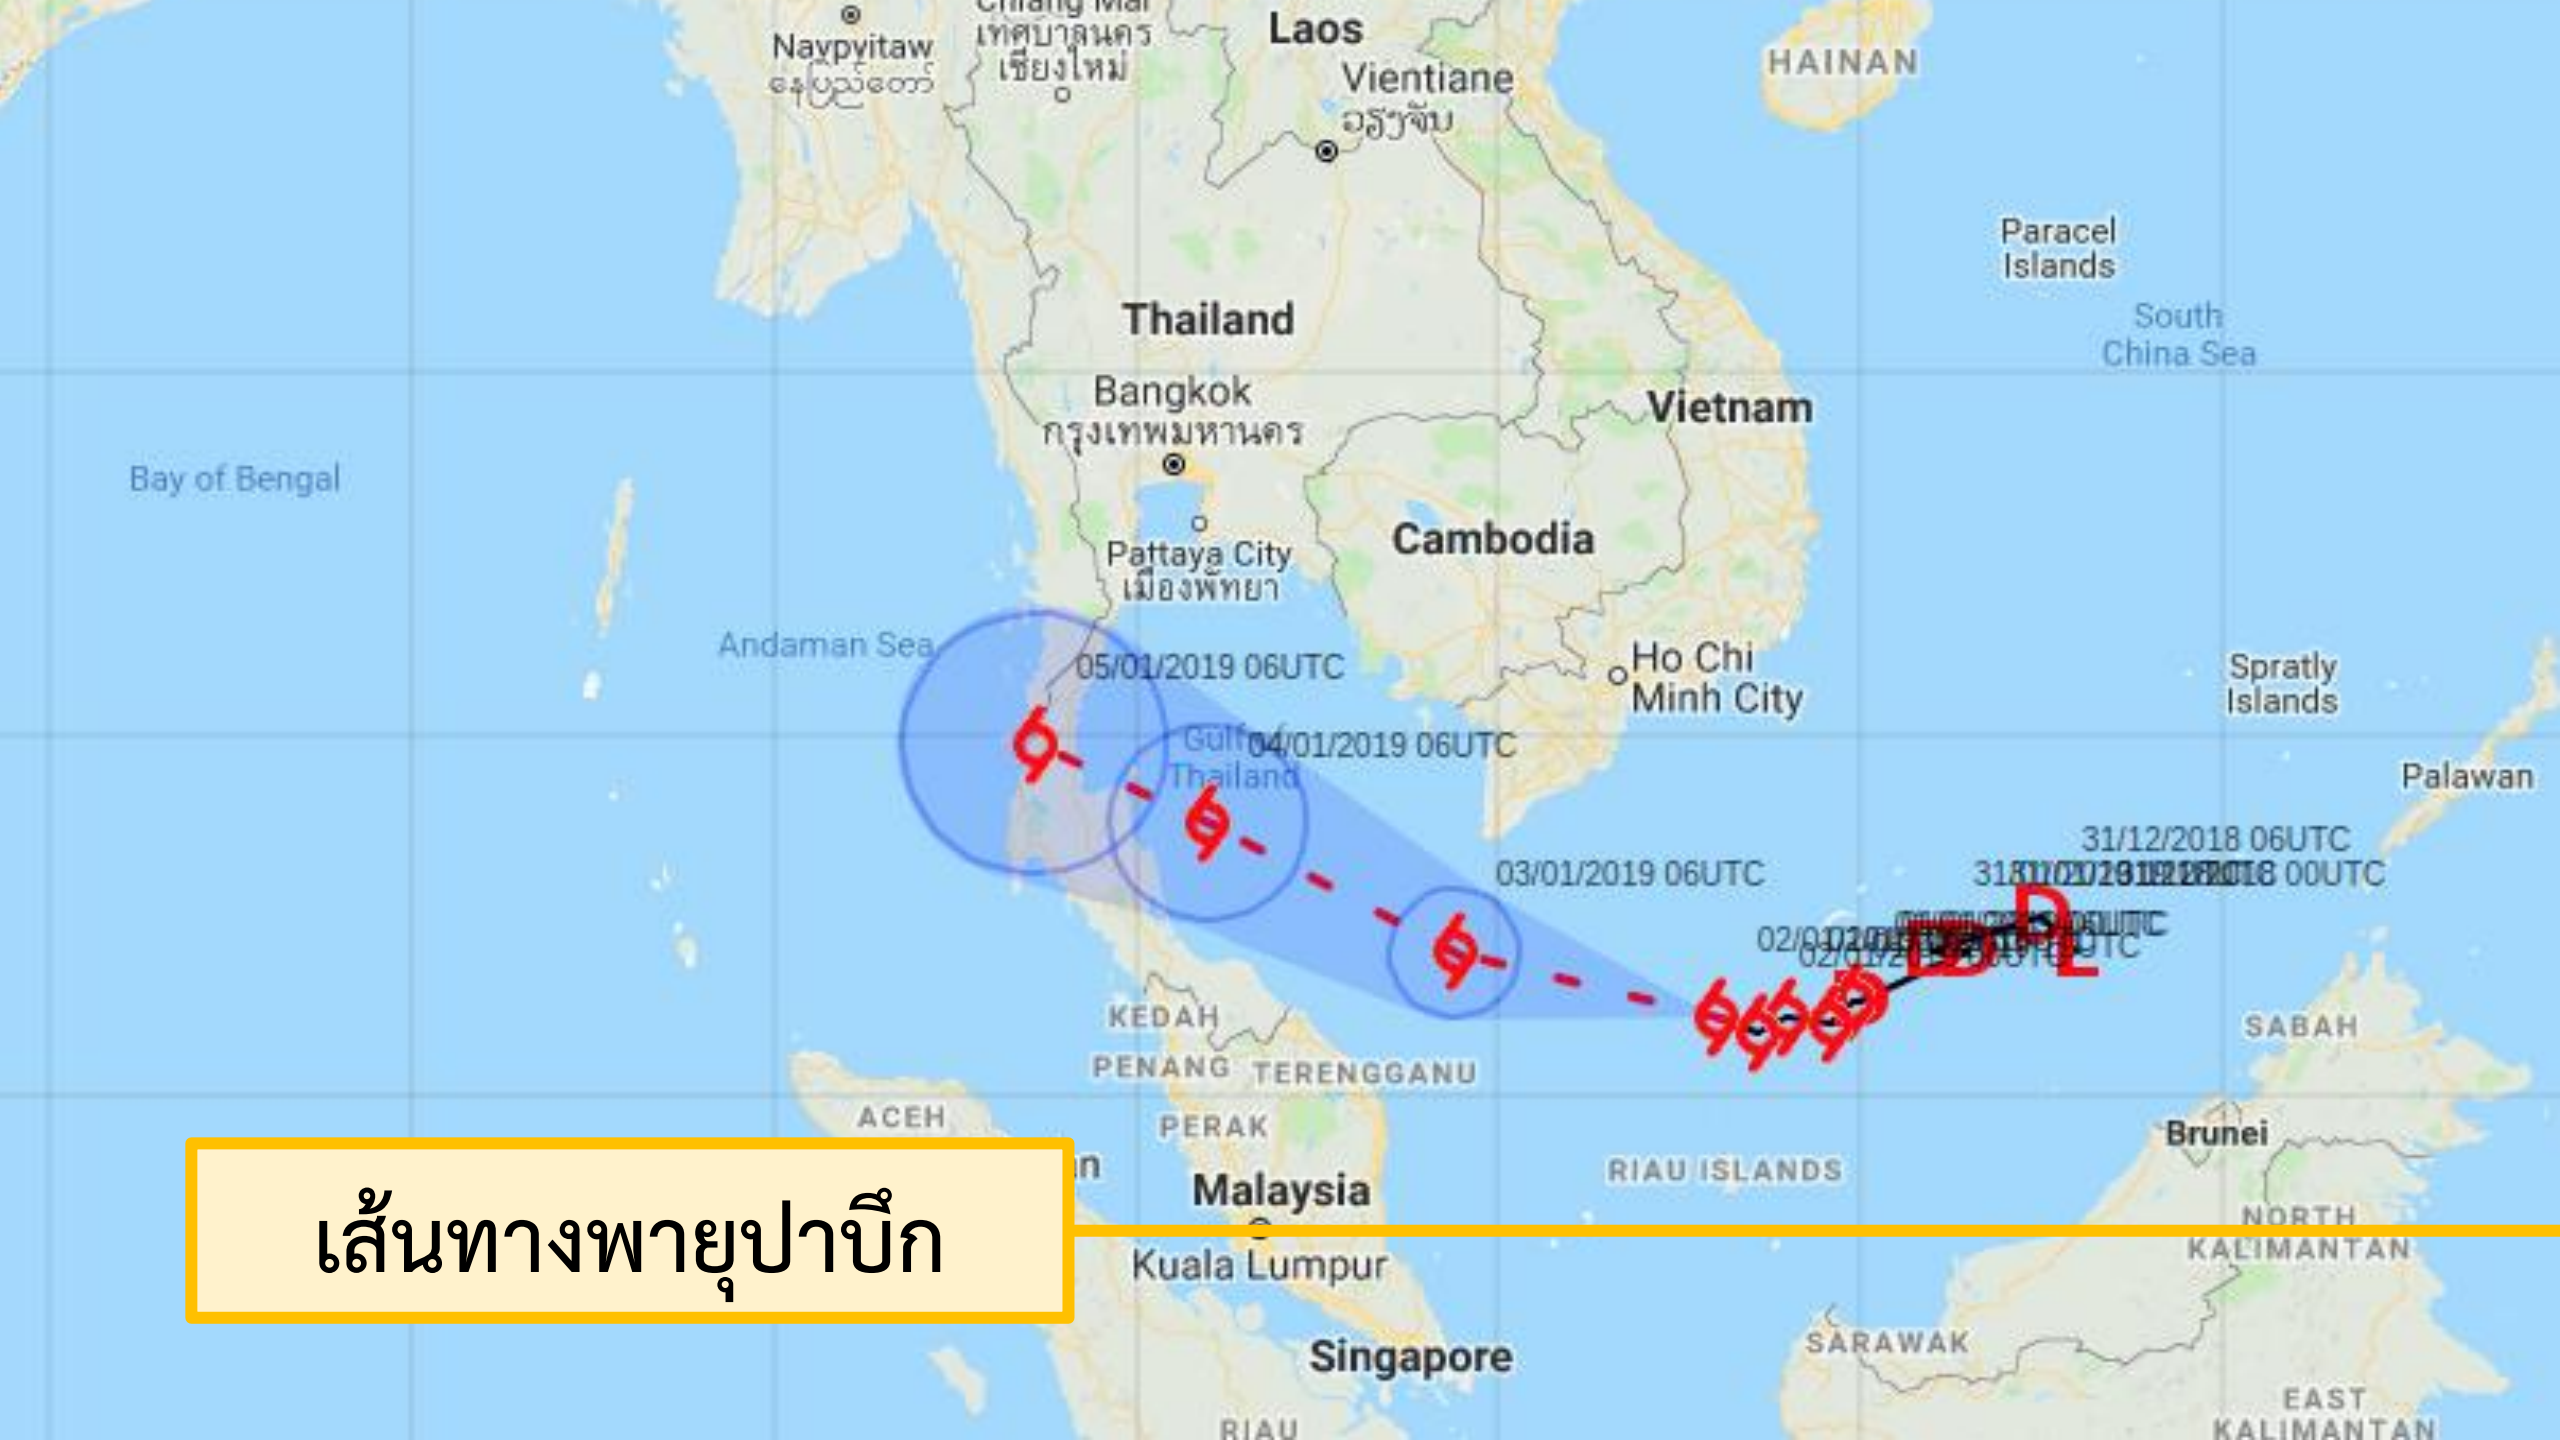 Naypyitaw
နေပြည်တော်
Chiang Mai
เทศบาลนคร
เชียงใหม่
Laos
Vientiane
ວຽງຈັນ
HAINAN
Paracel
Islands
South
China Sea
Thailand
Bangkok
กรุงเทพมหานคร
Vietnam
Bay of Bengal
Cambodia
Pattaya City
เมืองพัทยา
Andaman Sea
05/01/2019 06UTC
Ho Chi
Minh City
Spratly
Islands
Gulf of
Thailand
04/01/2019 06UTC
Palawan
03/01/2019 06UTC
31/12/2018 06UTC
00UTC
D
L
KEDAH
PENANG
TERENGGANU
SABAH
ACEH
PERAK
Brunei
RIAU ISLANDS
Malaysia
Kuala Lumpur
เส้นทางพายุปาบึก
NORTH
KALIMANTAN
Singapore
SARAWAK
EAST
KALIMANTAN
RIAU